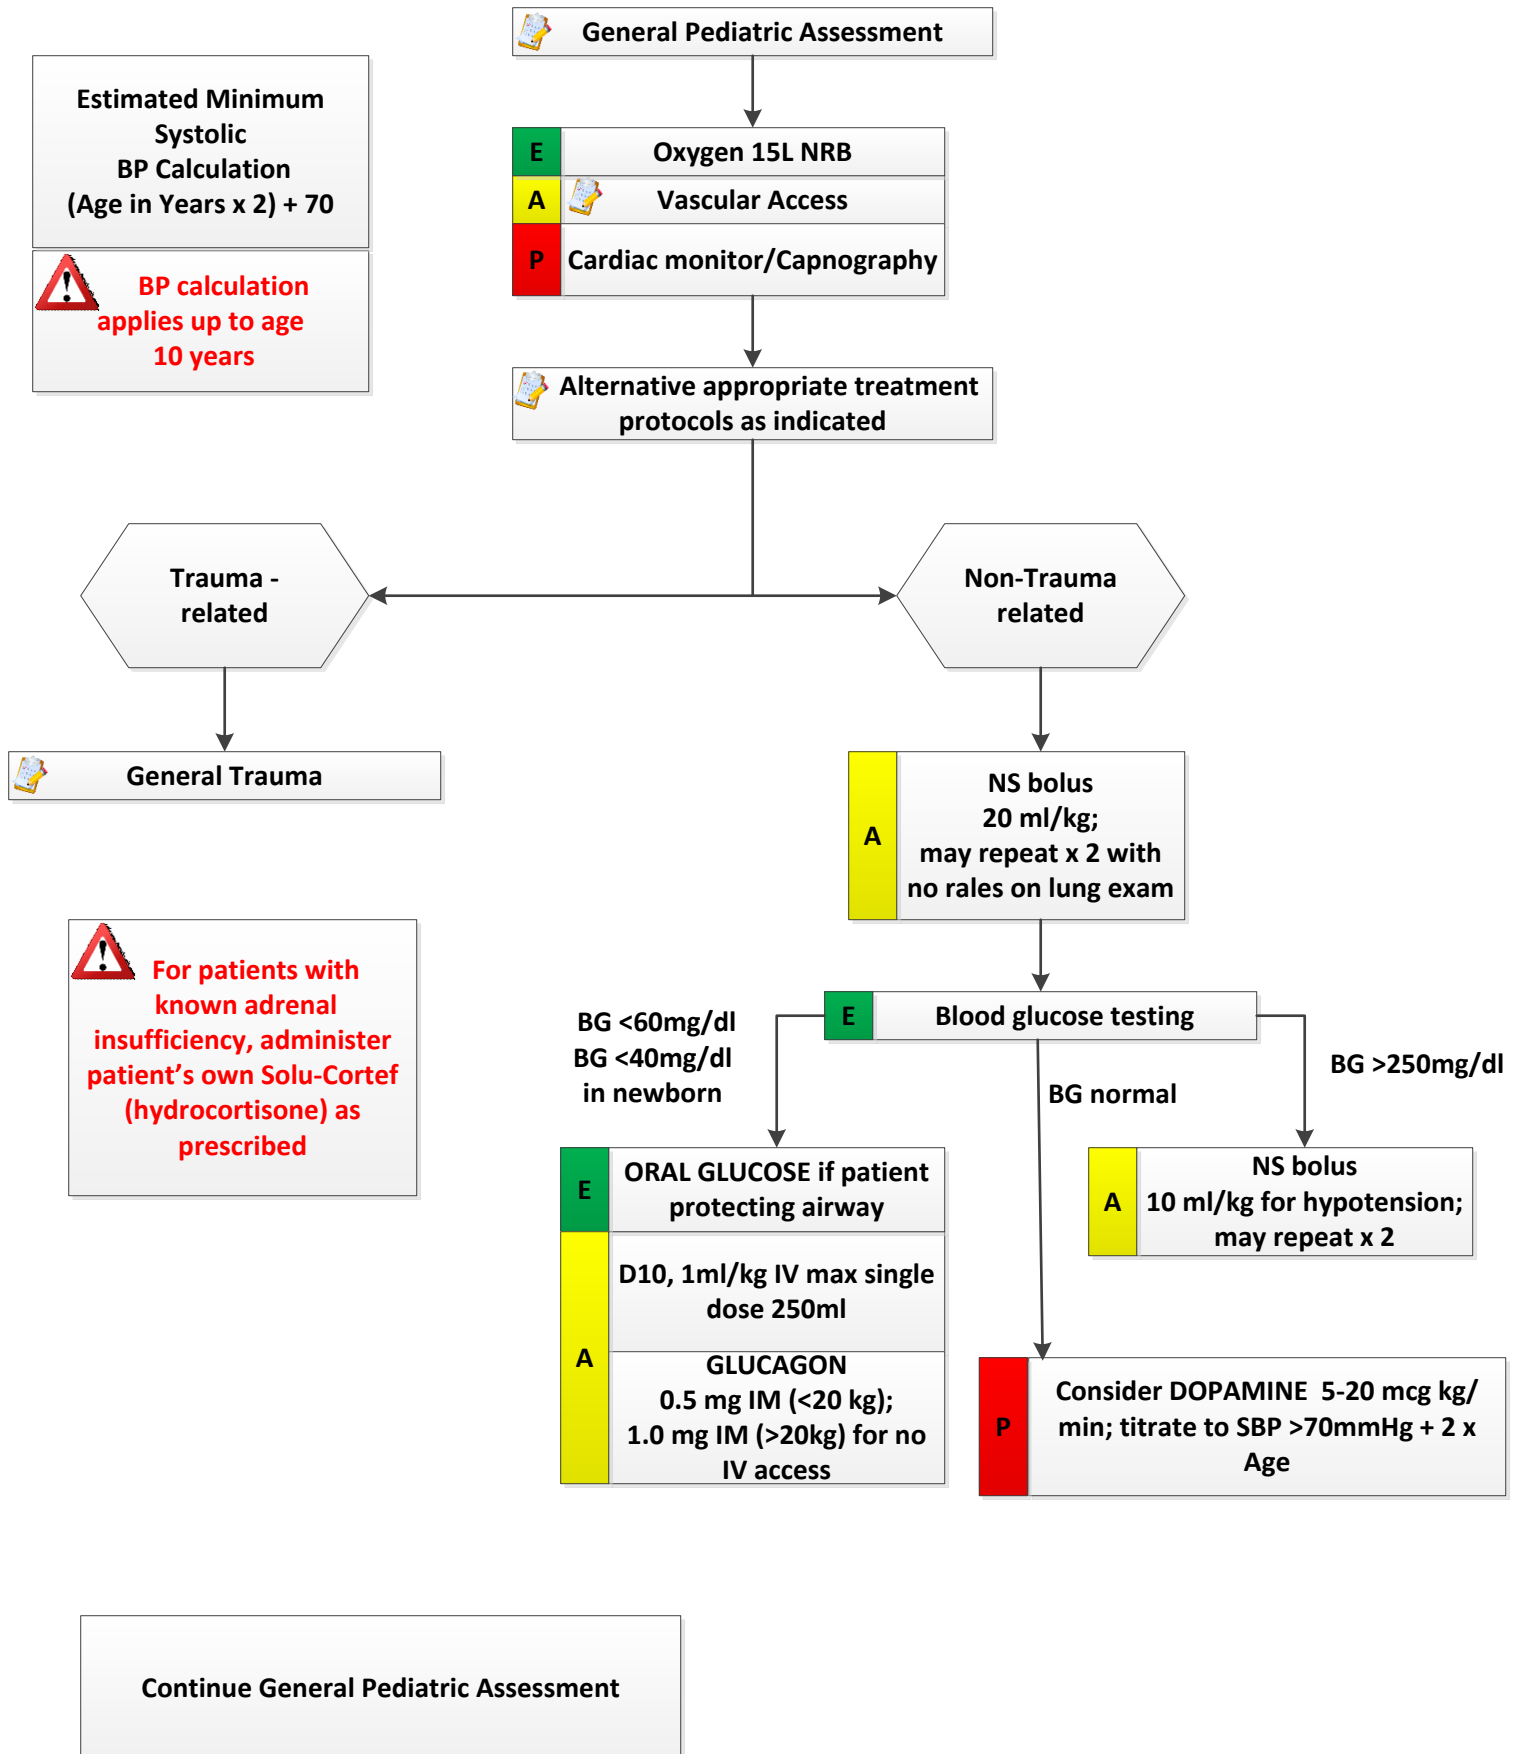 General Pediatric Assessment
Estimated Minimum
Systolic
BP Calculation
(Age in Years x 2) + 70
BP calculation
applies up to age
10 years
E
Oxygen 15L NRB
A
Vascular Access
P
Cardiac monitor/Capnography
Alternative appropriate treatment
protocols as indicated
Trauma -
related
Non-Trauma
related
General Trauma
A
NS bolus
20 ml/kg;
may repeat x 2 with
no rales on lung exam
For patients with
known adrenal
insufficiency, administer
patient’s own Solu-Cortef
(hydrocortisone) as
prescribed
E
Blood glucose testing
BG <60mg/dl
BG <40mg/dl
in newborn
BG normal
BG >250mg/dl
E
ORAL GLUCOSE if patient
protecting airway
A
D10, 1ml/kg IV max single
dose 250ml
GLUCAGON
0.5 mg IM (<20 kg);
1.0 mg IM (>20kg) for no
IV access
A
NS bolus
10 ml/kg for hypotension;
may repeat x 2
P
Consider DOPAMINE  5-20 mcg kg/
min; titrate to SBP >70mmHg + 2 x
Age
Continue General Pediatric Assessment